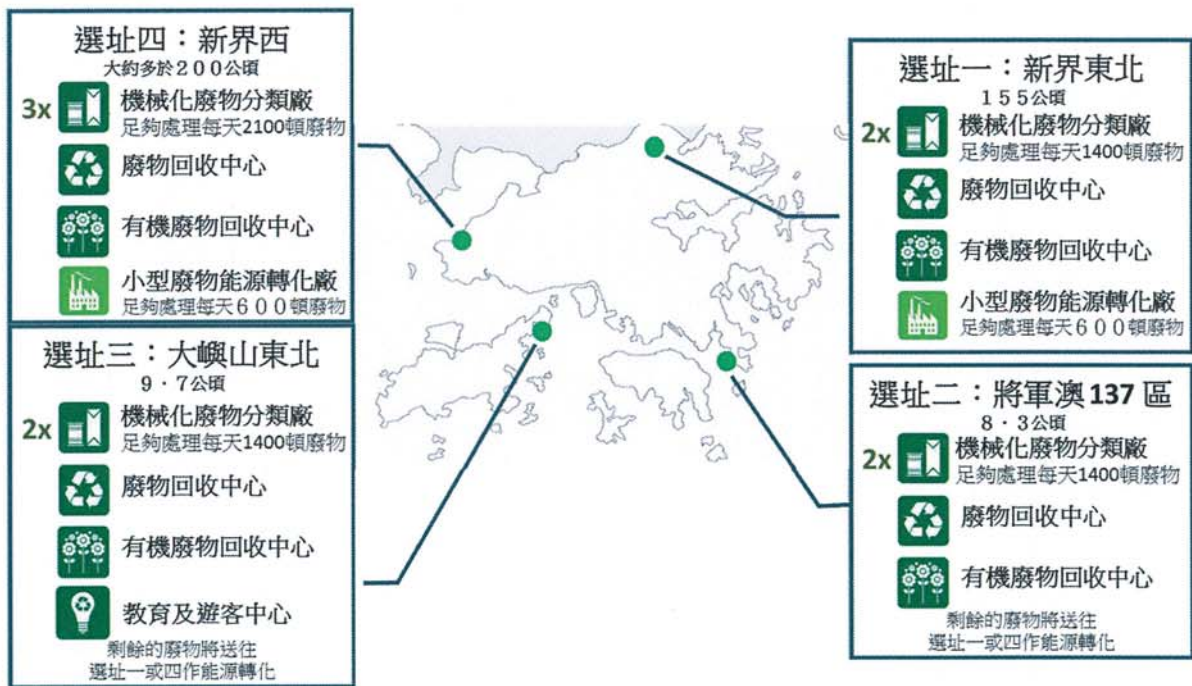 選址四：新界西
大約多於２００公頃
3x
機械化廢物分類廠
足夠處理每天2100頓廢物
廢物回收中心
有機廢物回收中心
小型廢物能源轉化廠
足夠處理每天６００頓廢物
選址三：大嶼山東北
９．７公頃
2x
機械化廢物分類廠
足夠處理每天1400頓廢物
廢物回收中心
有機廢物回收中心
教育及遊客中心
剩餘的廢物將送往
選址一或四作能源轉化
選址一：新界東北
１５５公頃
2x
機械化廢物分類廠
足夠處理每天1400頓廢物
廢物回收中心
有機廢物回收中心
小型廢物能源轉化廠
足夠處理每天６００頓廢物
選址二：將軍澳137 區
８．３公頃
2x
機械化廢物分類廠
足夠處理每天1400頓廢物
廢物回收中心
有機廢物回收中心
剩餘的廢物將送往
選址一或四作能源轉化